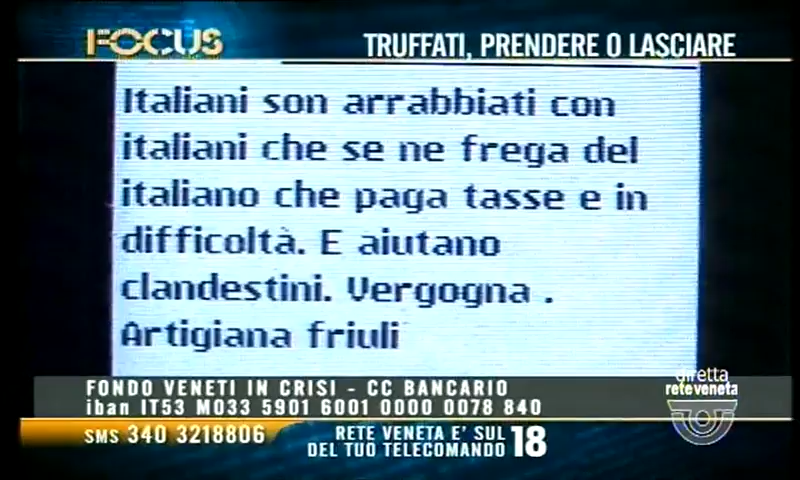 FOCUS
TRUFFATI, PRENDERE O LASCIARE
Italiani son arrabbiati con
italiani che se ne frega del
italiano che paga tasse e in
difficoltà. E aiutano
clandestini. Vergogna .
Artigiana friuli
FONDO VENETI IN CRISI - CC BANCARIO
iban IT53 M033 5901 6001 0000 0078 840
diretta
reteveneta
SMS 340 3218806
RETE VENETA E' SUL
DEL TUO TELECOMANDO 18